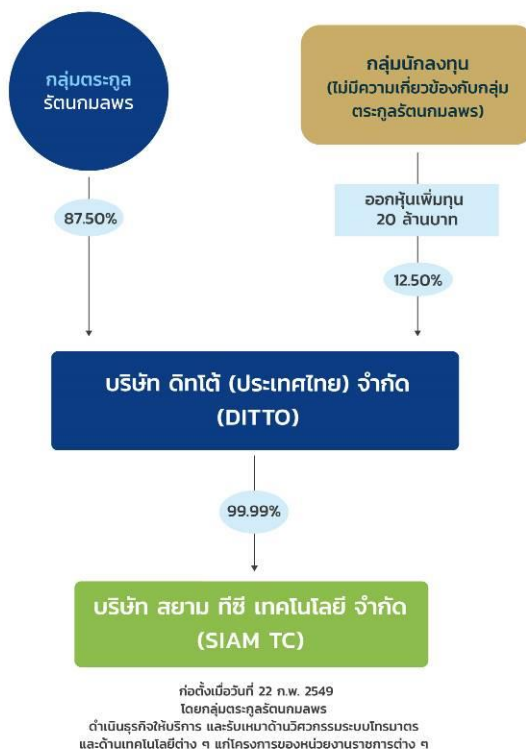 กลุ่มตระกูล
รัตนกมลพร
กลุ่มนักลงทุน
(ไม่มีความเกี่ยวข้องกับกลุ่ม
ตระกูลรัตนกมลพร)
87.50%
ออกหุ้นเพิ่มทุน
20 ล้านบาท
12.50%
บริษัท ดิทโต้ (ประเทศไทย) จำกัด
(DITTO)
99.99%
บริษัท สยาม ทีซี เทคโนโลยี จำกัด
(SIAM TC)
ก่อตั้งเมื่อวันที่ 22 ก.พ. 2549
โดยกลุ่มตระกูลรัตนกมลพร
ดำเนินธุรกิจให้บริการ และรับเหมาด้านวิศวกรรมระบบโทรมาตร
และด้านเทคโนโลยีต่าง ๆ แก่โครงการของหน่วยงานราชการต่าง ๆ